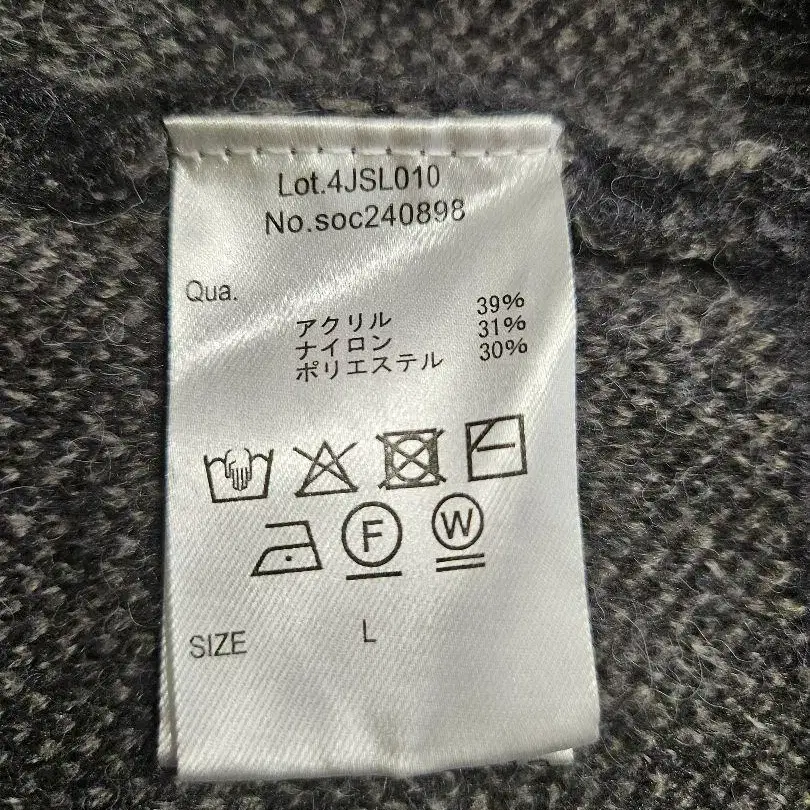 Lot.4JSL010
No.soc240898
Qua.
アクリル 39%
ナイロン 31%
ポリエステル 30%
F W
SIZE L